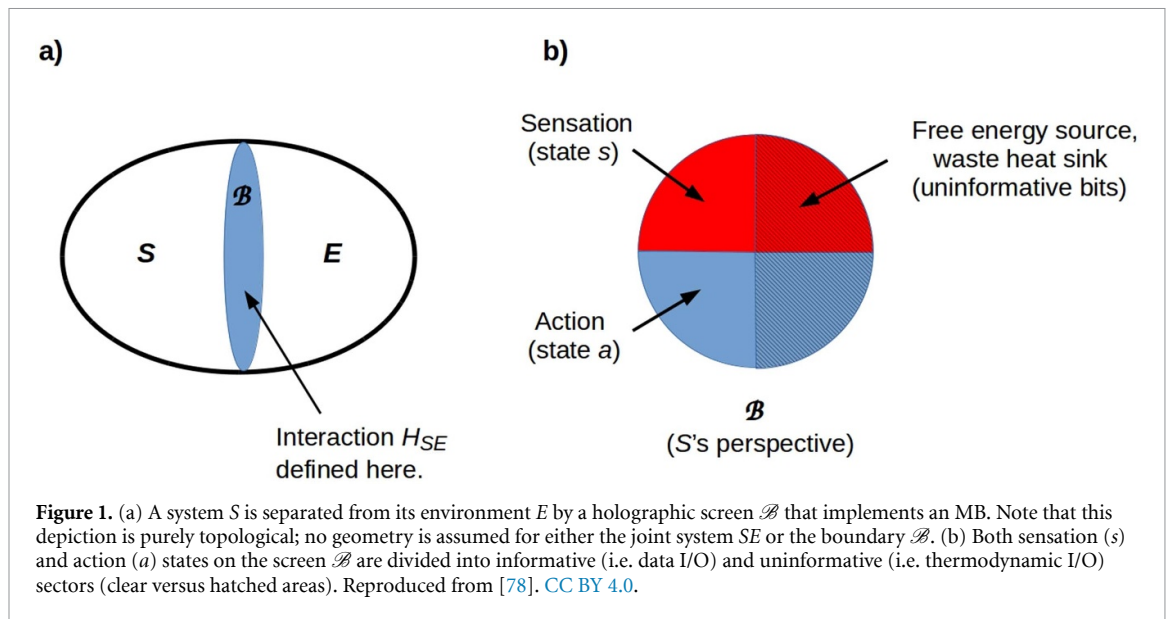 a)
b)
Sensation
(state s)
Free energy source,
waste heat sink
(uninformative bits)
ℬ
S
E
Action
(state a)
ℬ
(S's perspective)
Interaction H_SE
defined here.
Figure 1. (a) A system S is separated from its environment E by a holographic screen ℬ that implements an MB. Note that this
depiction is purely topological; no geometry is assumed for either the joint system SE or the boundary ℬ. (b) Both sensation (s)
and action (a) states on the screen ℬ are divided into informative (i.e. data I/O) and uninformative (i.e. thermodynamic I/O)
sectors (clear versus hatched areas). Reproduced from [78]. CC BY 4.0.